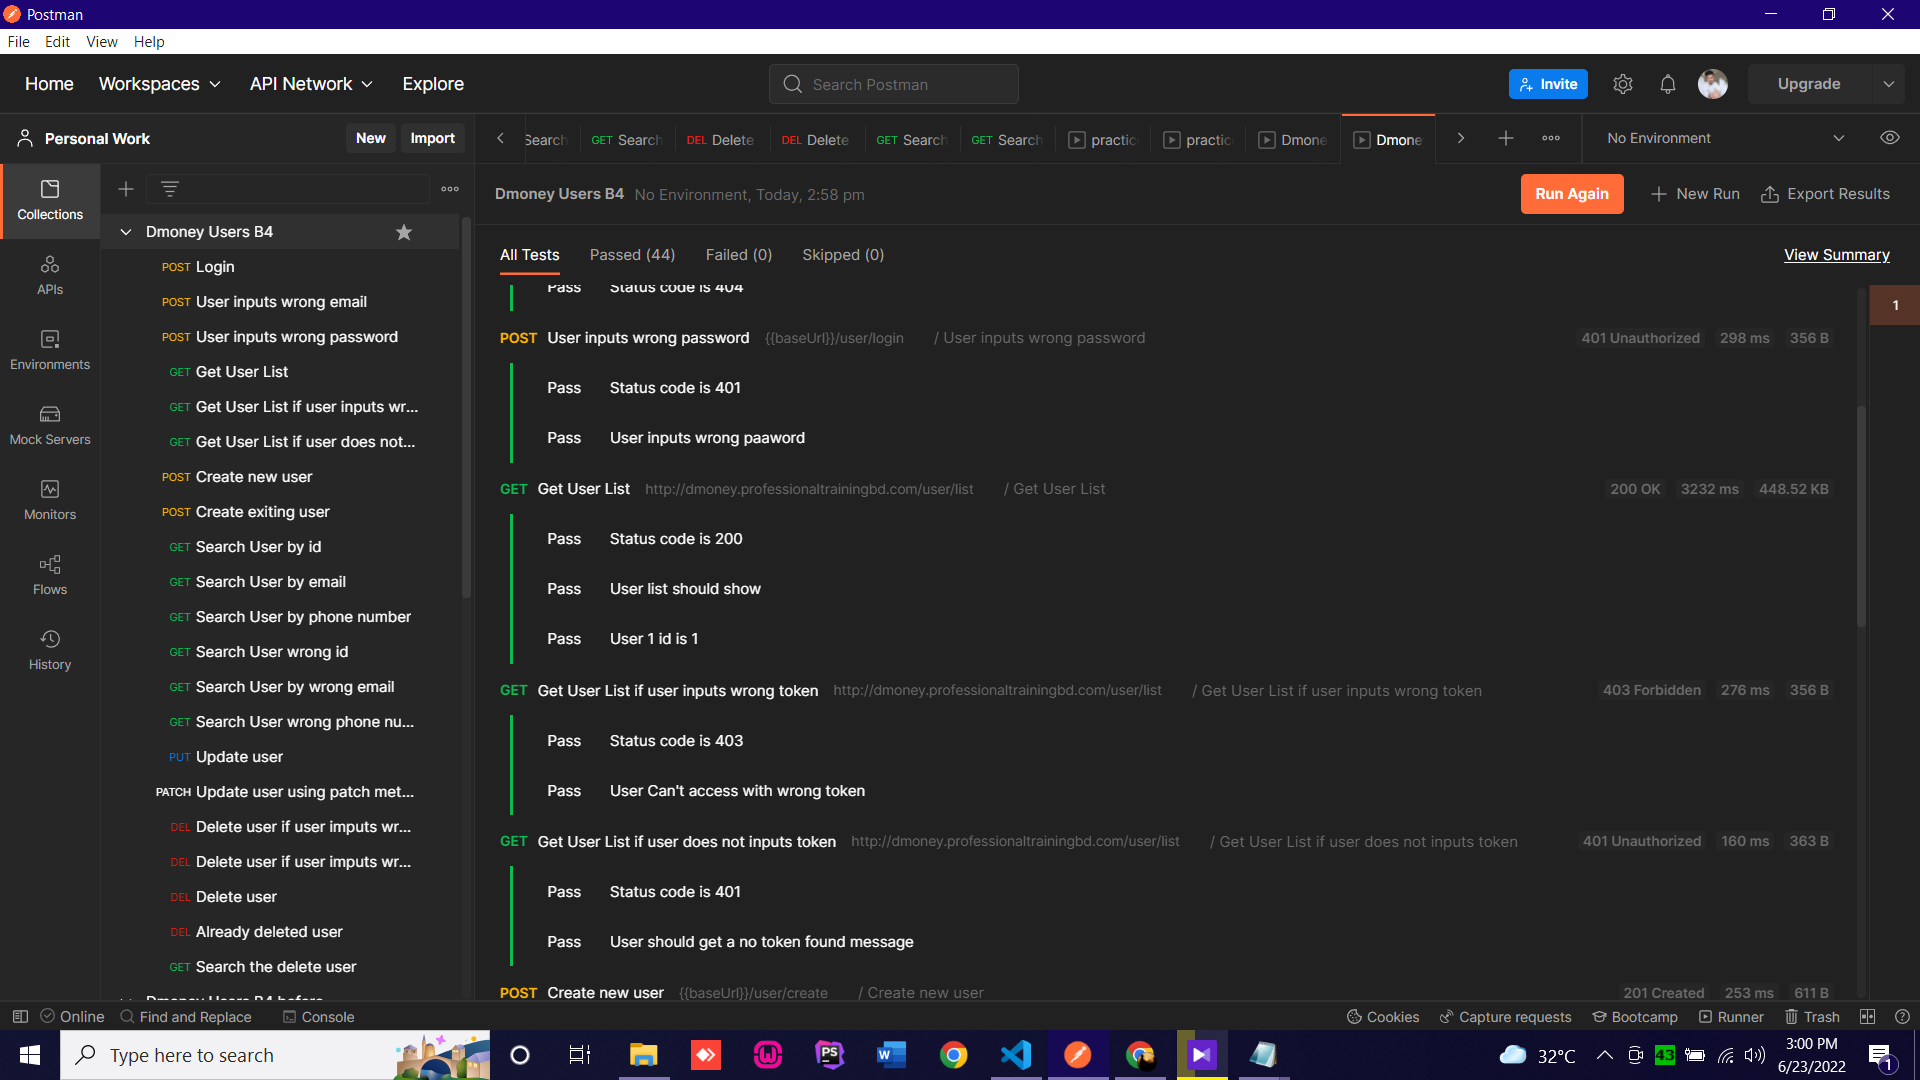 Postman
File Edit View Help
Home Workspaces API Network Explore Search Postman Invite Upgrade
Personal Work New Import Search GET Search DEL Delete DEL Delete GET Search GET Search practic practic Dmone Dmone No Environment
Collections
APIs
Environments
Mock Servers
Monitors
Flows
History
Dmoney Users B4
POST Login
POST User inputs wrong email
POST User inputs wrong password
GET Get User List
GET Get User List if user inputs wr...
GET Get User List if user does not...
POST Create new user
POST Create exiting user
GET Search User by id
GET Search User by email
GET Search User by phone number
GET Search User wrong id
GET Search User by wrong email
GET Search User wrong phone nu...
PUT Update user
PATCH Update user using patch met...
DEL Delete user if user imputs wr...
DEL Delete user if user imputs wr...
DEL Delete user
DEL Already deleted user
GET Search the delete user
Dmoney Users B4 before
Dmoney Users B4 No Environment, Today, 2:58 pm Run Again New Run Export Results
All Tests Passed (44) Failed (0) Skipped (0) View Summary
Pass Status code is 404
1
POST User inputs wrong password {{baseUrl}}/user/login / User inputs wrong password 401 Unauthorized 298 ms 356 B
Pass Status code is 401
Pass User inputs wrong paaword
GET Get User List http://dmoney.professionaltrainingbd.com/user/list / Get User List 200 OK 3232 ms 448.52 KB
Pass Status code is 200
Pass User list should show
Pass User 1 id is 1
GET Get User List if user inputs wrong token http://dmoney.professionaltrainingbd.com/user/list / Get User List if user inputs wrong token 403 Forbidden 276 ms 356 B
Pass Status code is 403
Pass User Can't access with wrong token
GET Get User List if user does not inputs token http://dmoney.professionaltrainingbd.com/user/list / Get User List if user does not inputs token 401 Unauthorized 160 ms 363 B
Pass Status code is 401
Pass User should get a no token found message
POST Create new user {{baseUrl}}/user/create / Create new user 201 Created 253 ms 611 B
Online Find and Replace Console Cookies Capture requests Bootcamp Runner Trash
Type here to search PS W 32°C 43 3:00 PM
6/23/2022 1